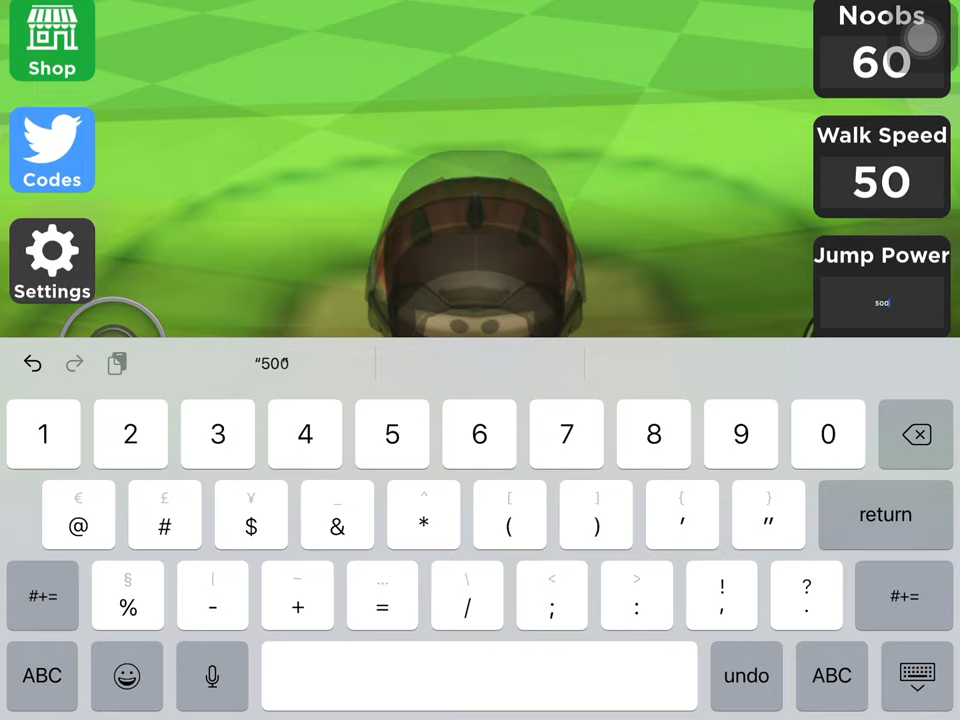 Noobs
60
Shop
Walk Speed
50
Codes
Jump Power
500
Settings
“500”
1 2 3 4 5 6 7 8 9 0
€ £ ¥ _ ^ [ ] { }
@ # $ & * ( ) ' "
return
§ | ~ … \ < > ! ?
#+= % - + = / ; : , . #+=
ABC undo ABC